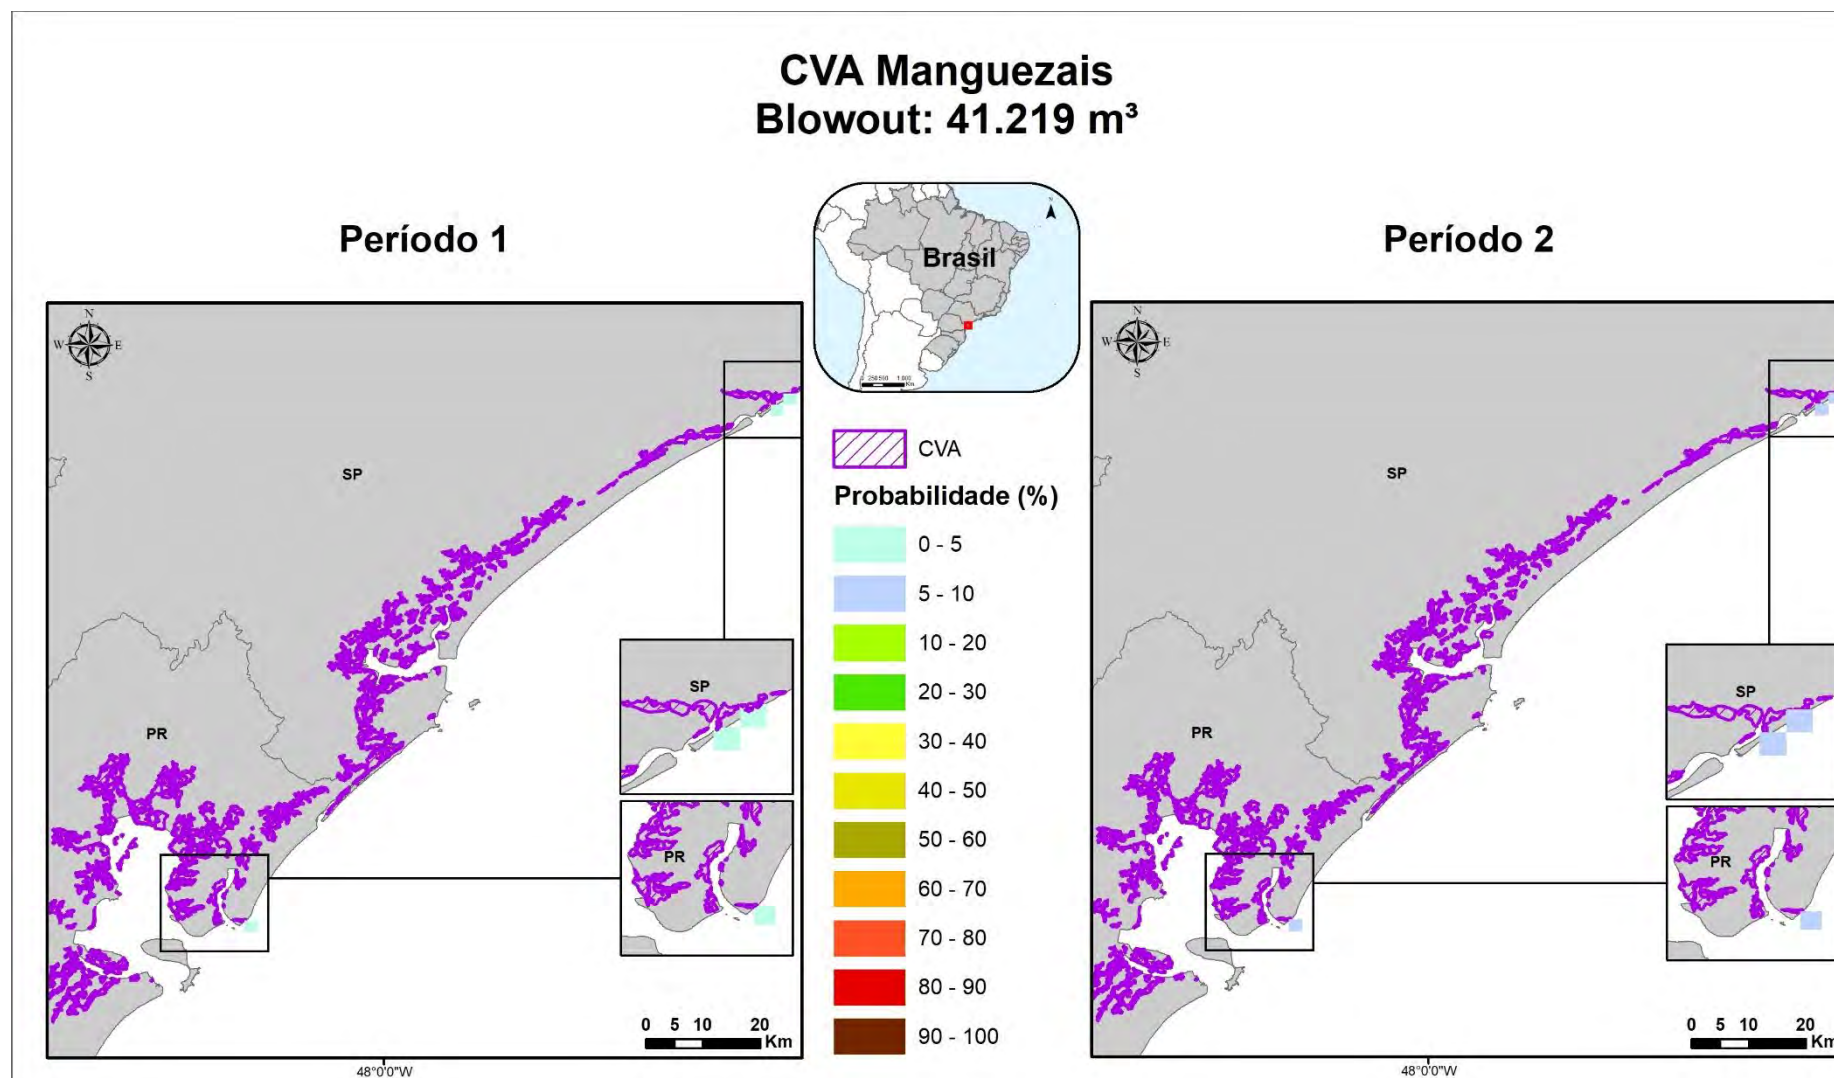 CVA Manguezais
Blowout: 41.219 m³
Período 1
Período 2
N
Brasil
Km
N
W E
S
SP
PR
SP
PR
0 5 10 20
Km
48°0'0"W
CVA
Probabilidade (%)
0 - 5
5 - 10
10 - 20
20 - 30
30 - 40
40 - 50
50 - 60
60 - 70
70 - 80
80 - 90
90 - 100
N
W E
S
SP
PR
SP
PR
0 5 10 20
Km
48°0'0"W